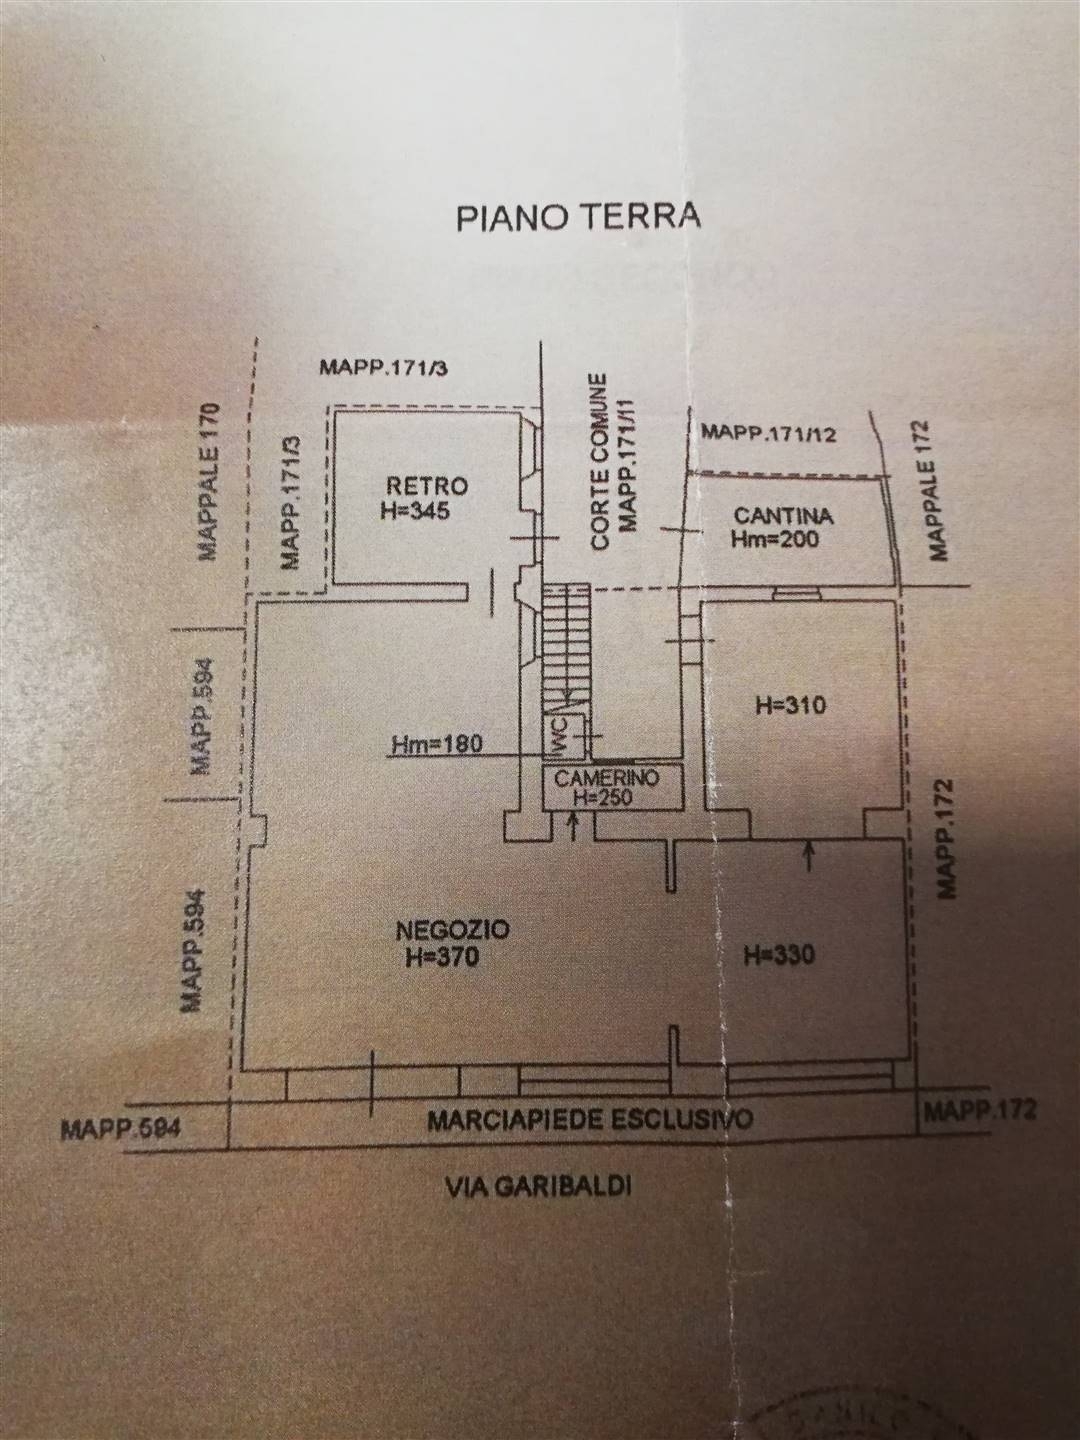 PIANO TERRA
MAPP.171/3
MAPPALE 170
MAPP.171/3
RETRO
H=345
CORTE COMUNE
MAPP.171/11
MAPP.171/12
MAPPALE 172
CANTINA
Hm=200
MAPP.594
H=310
Hm=180
WC
CAMERINO
H=250
MAPP.172
MAPP.594
NEGOZIO
H=370
H=330
MAPP.594
MARCIAPIEDE ESCLUSIVO
MAPP.172
VIA GARIBALDI